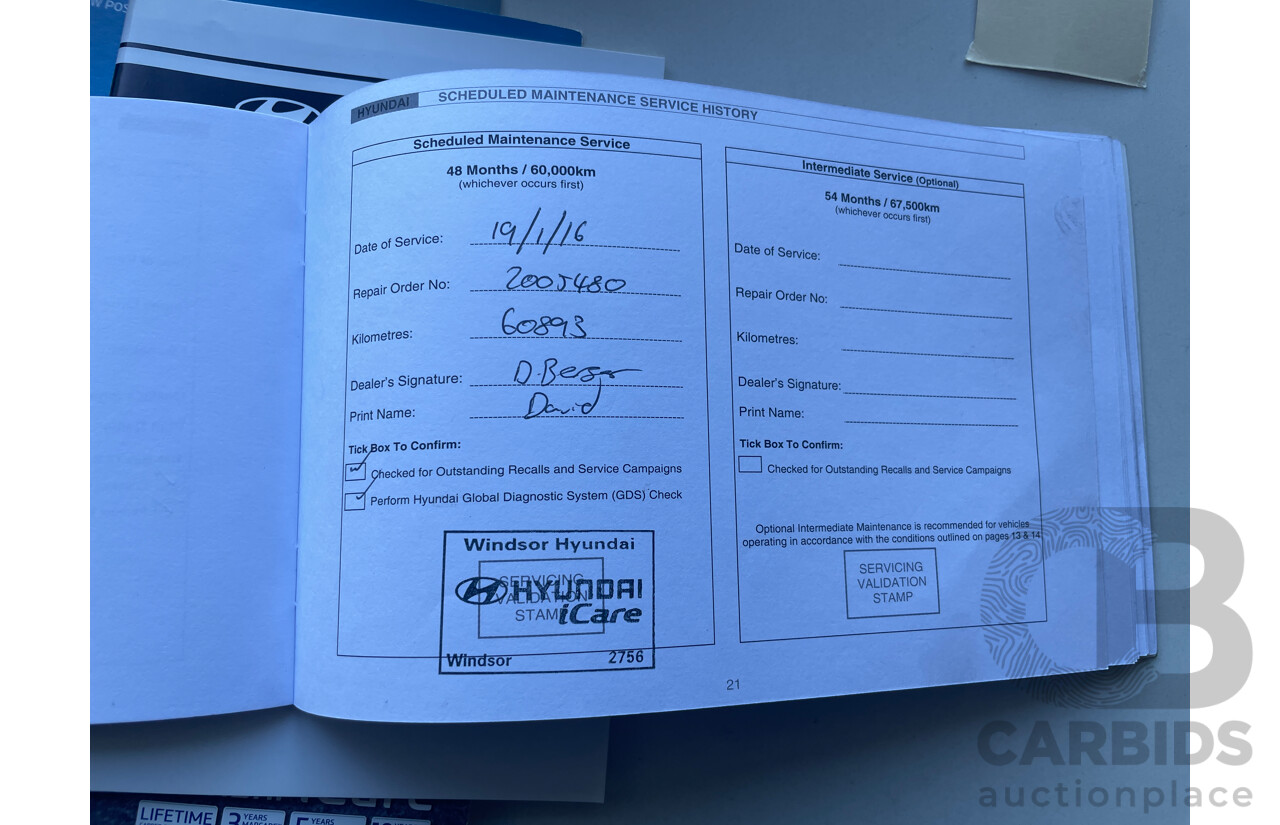 HYUNDAI SCHEDULED MAINTENANCE SERVICE HISTORY
Scheduled Maintenance Service
48 Months / 60,000km
(whichever occurs first)
Date of Service: 19/1/16
Repair Order No: 2005480
Kilometres: 60893
Dealer's Signature: D.Berger
Print Name: David
Tick Box To Confirm:
Checked for Outstanding Recalls and Service Campaigns
Perform Hyundai Global Diagnostic System (GDS) Check
Windsor Hyundai
SERVICING
HYUNDAI
VALIDATION
STAMP
iCare
Windsor 2756
Intermediate Service (Optional)
54 Months / 67,500km
(whichever occurs first)
Date of Service:
Repair Order No:
Kilometres:
Dealer's Signature:
Print Name:
Tick Box To Confirm:
Checked for Outstanding Recalls and Service Campaigns
Optional Intermediate Maintenance is recommended for vehicles
operating in accordance with the conditions outlined on pages 13 & 14
SERVICING
VALIDATION
STAMP
21
LIFETIME
3 YEARS
5 YEARS
CARBIDS
auctionplace